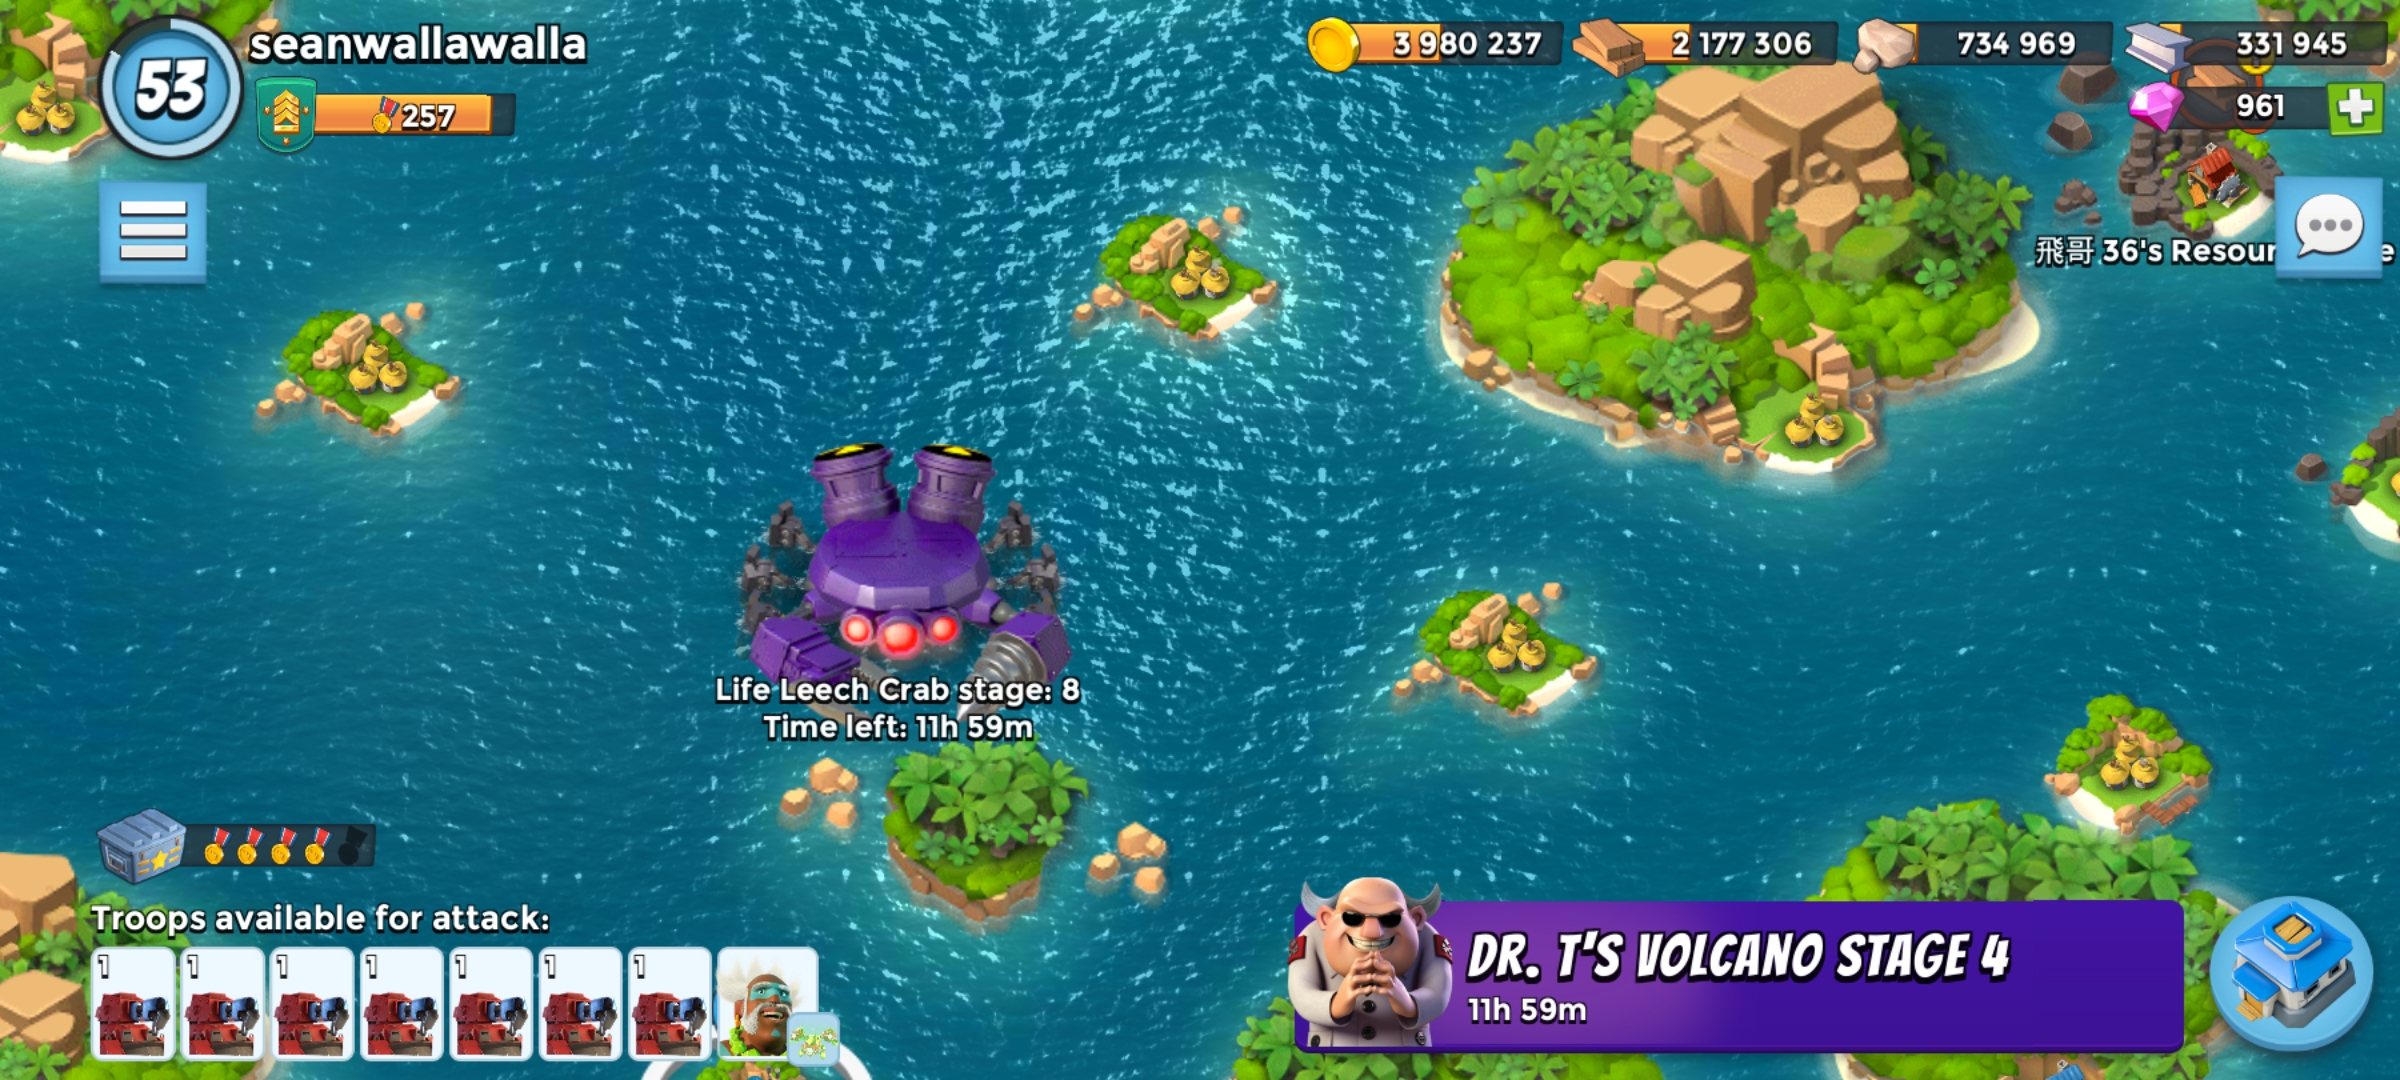 53
seanwallawalla
257
3 980 237
2 177 306
734 969
331 945
961
飛哥 36's Resour e
Life Leech Crab stage: 8
Time left: 11h 59m
Troops available for attack:
1 1 1 1 1 1 1
DR. T'S VOLCANO STAGE 4
11h 59m